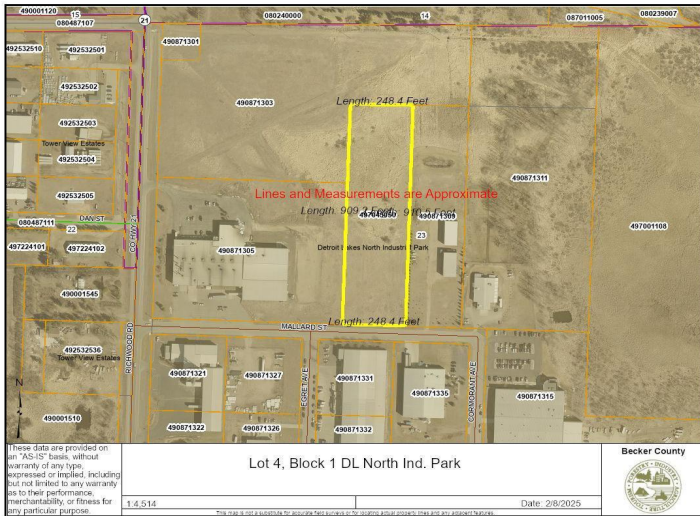 490001120
15
080487107
21
080240000
14
087011005
080239007
492532510
492532501
490871301
492532502
490871303
Length: 248.4 Feet
492532503
Tower View Estates
492532504
490871311
492532505
Lines and Measurements are Approximate
DAN ST
080487111
22
CO HWY 21
490871309
23
497224101
497224102
490871305
Detroit Lakes North Industrial Park
497001108
490001545
Length: 248.4 Feet
MALLARD ST
RICHWOOD RD
492532536
Tower View Estates
EGRET AVE
CORMORANT AVE
490871321
490871327
490871331
490871335
490871315
N
490001510
490871322
490871326
490871332
These data are provided on
an "AS-IS" basis, without
warranty of any type,
expressed or implied, including
but not limited to any warranty
as to their performance,
merchantability, or fitness for
any particular purpose.
Lot 4, Block 1 DL North Ind. Park
Becker County
1:4,514
Date: 2/8/2025
This map is not a substitute for accurate field surveys or for locating actual property lines and any adjacent features.